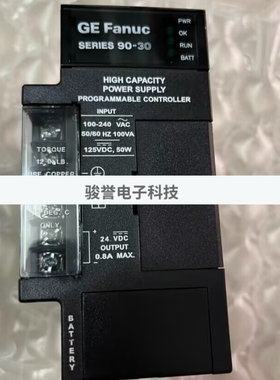 GE Fanuc
SERIES 90-30
PWR
OK
RUN
BATT
HIGH CAPACITY
POWER SUPPLY
PROGRAMMABLE CONTROLLER
INPUT
100-240 VAC
50/60 HZ 100VA
125VDC, 50W
TORQUE
12 LB.
USE COPPER
骏誉电子科技
DEG. C
ONLY
24 VDC
OUTPUT
0.8A MAX.
BATTERY